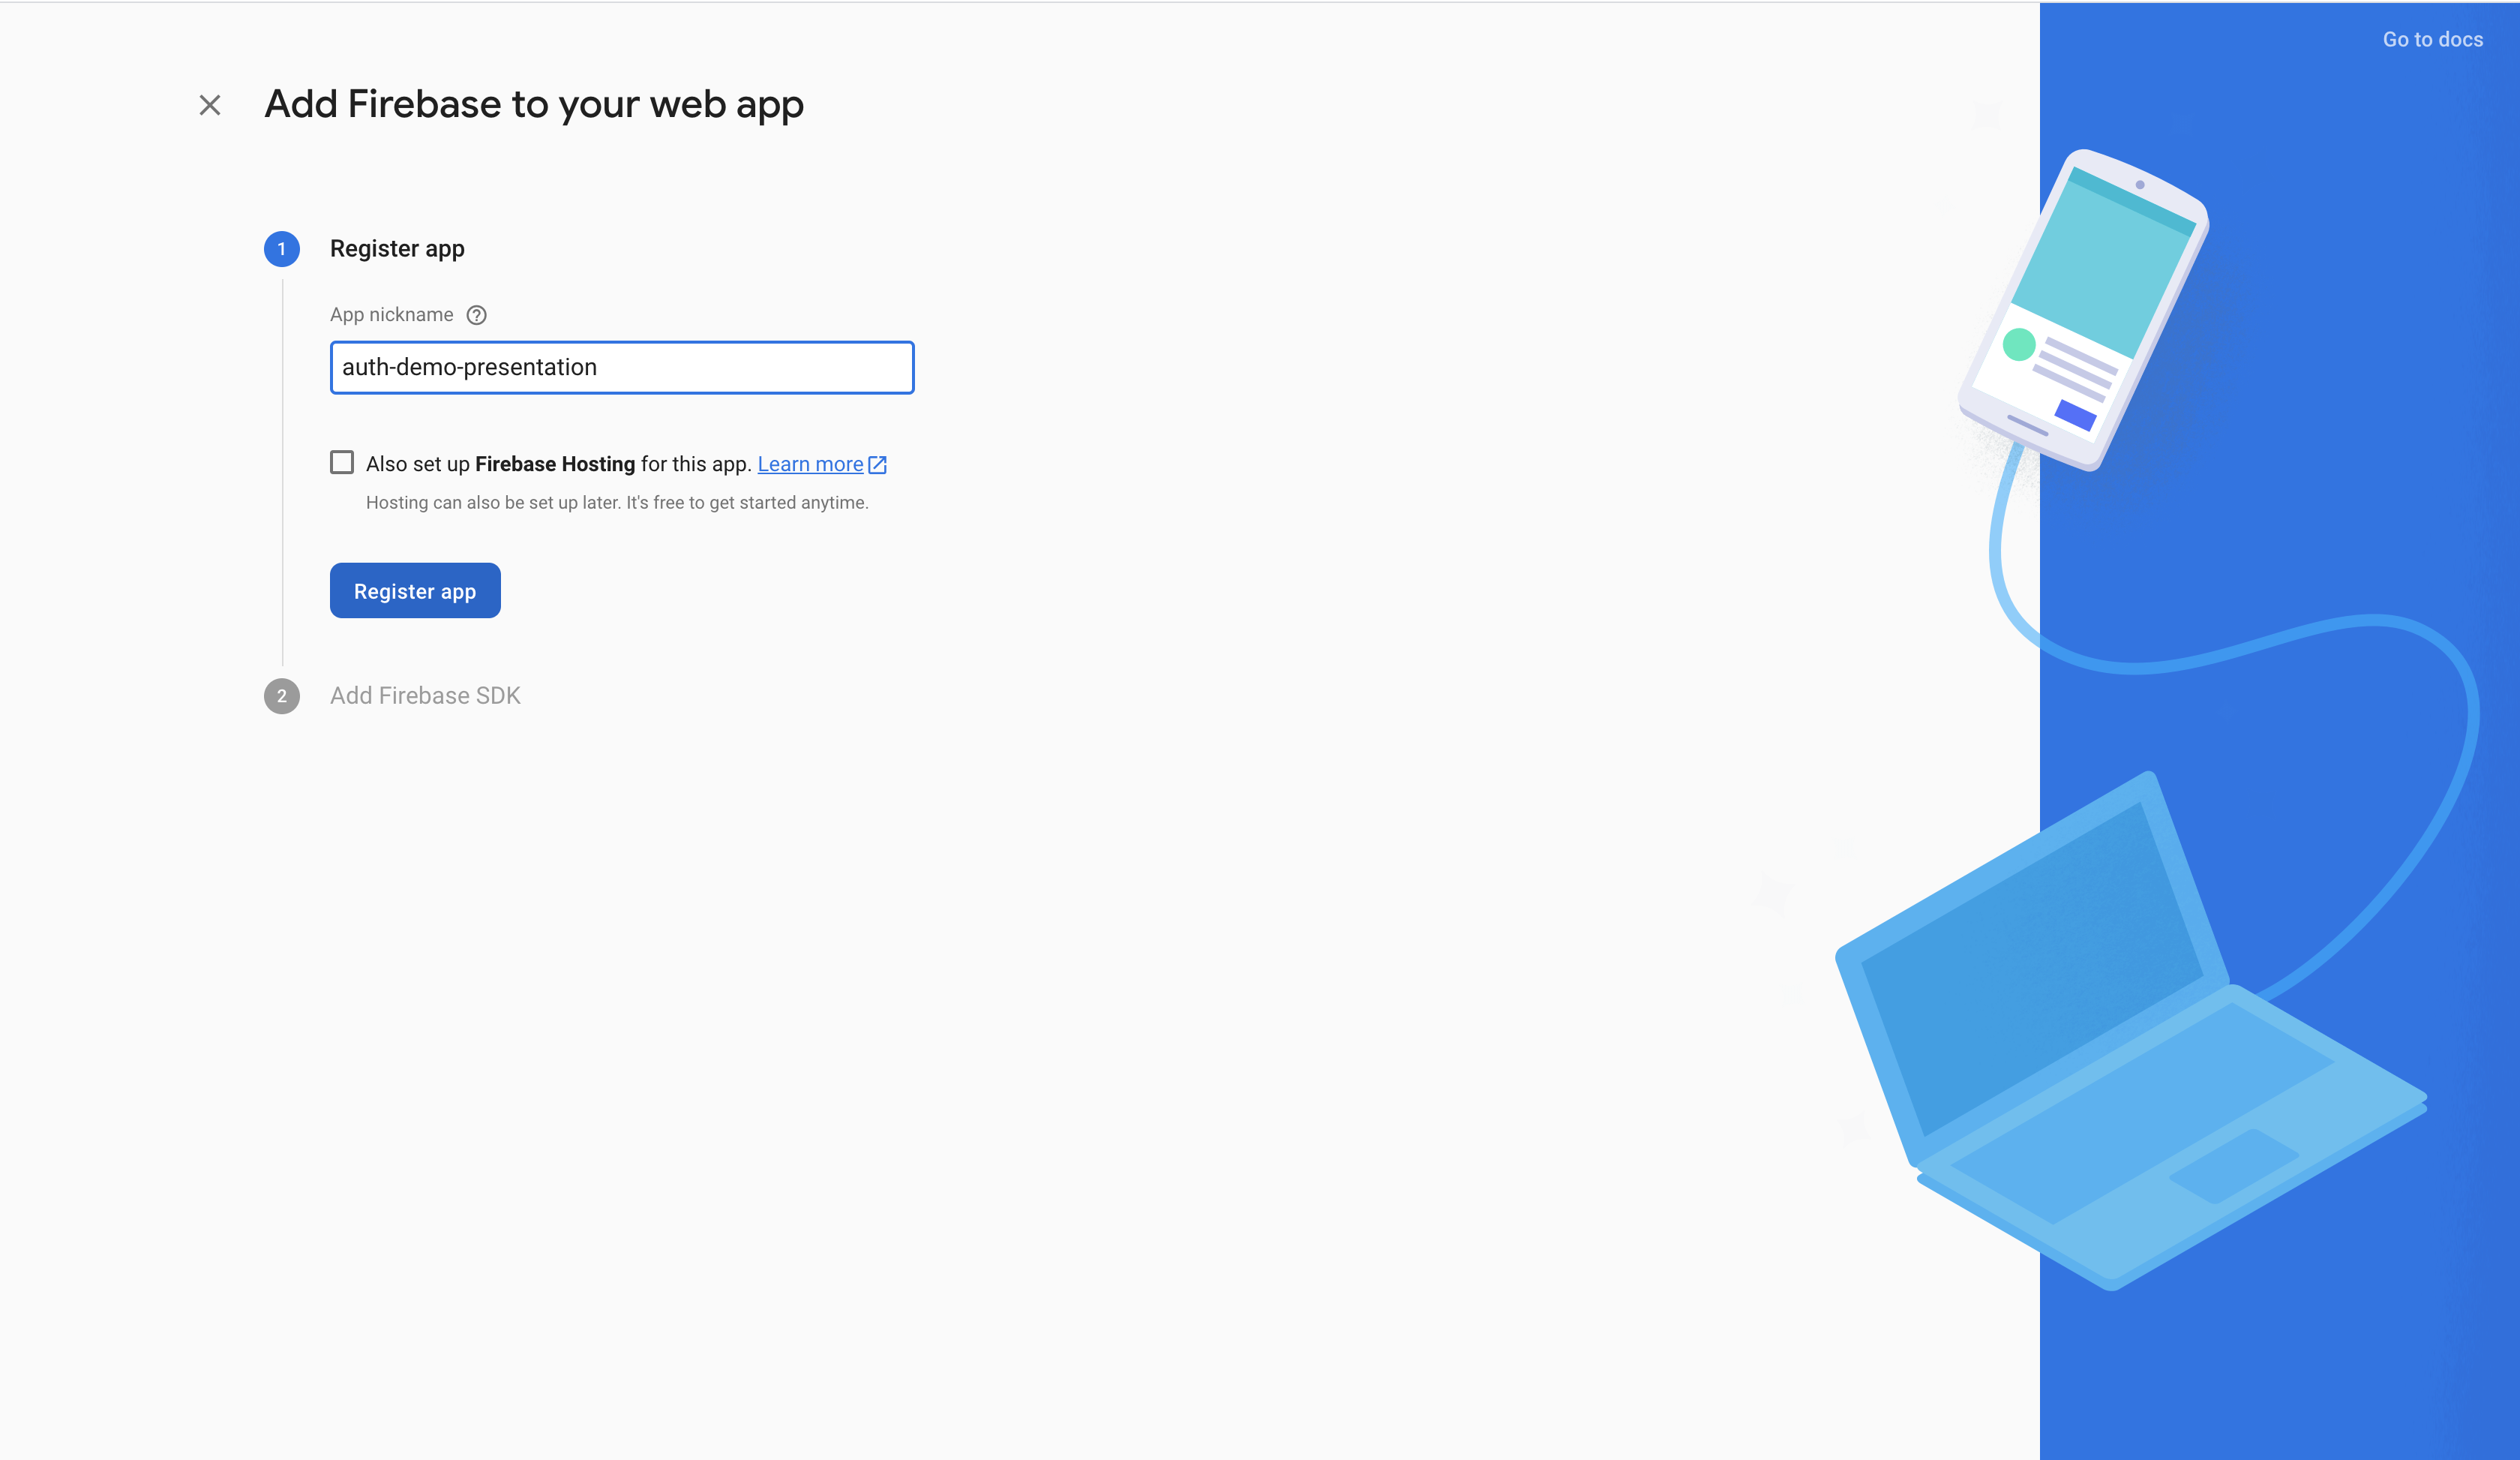 Go to docs
Add Firebase to your web app
1 Register app
App nickname ?
auth-demo-presentation
Also set up Firebase Hosting for this app. Learn more
Hosting can also be set up later. It's free to get started anytime.
Register app
2 Add Firebase SDK